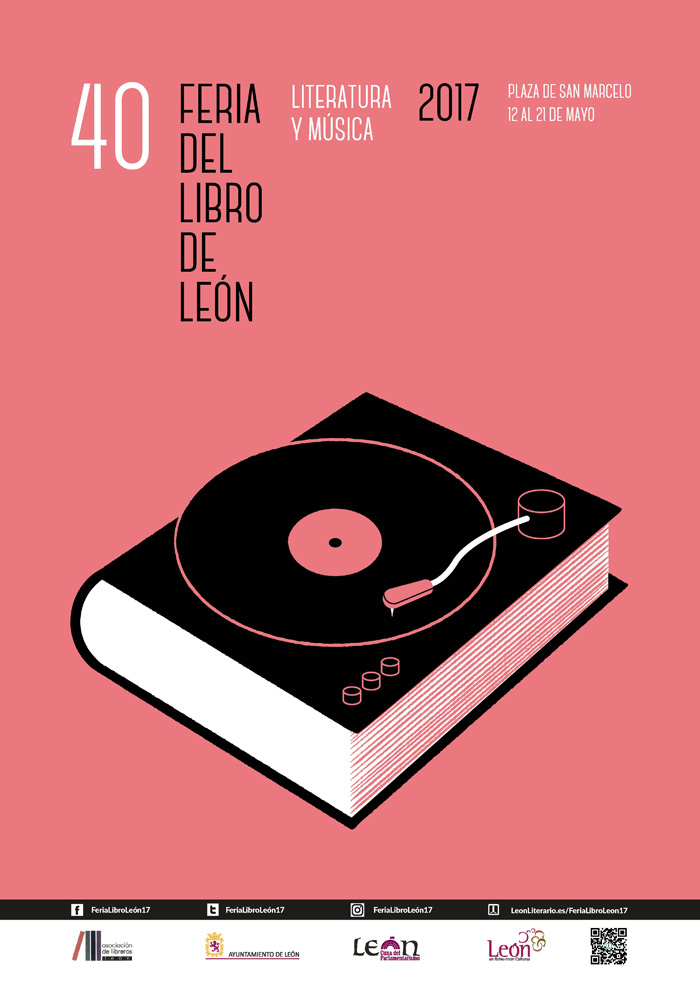 40
FERIA
DEL
LIBRO
DE
LEÓN
LITERATURA
Y MÚSICA
2017
PLAZA DE SAN MARCELO
12 AL 21 DE MAYO
FeriaLibroLeón17
FeriaLibroLeón17
FeriaLibroLeón17
LeonLiterario.es/FeriaLibroLeon17
asociación
de libreros
AYUNTAMIENTO DE LEÓN
LEÓN
Cuna del
Parlamentarismo
León